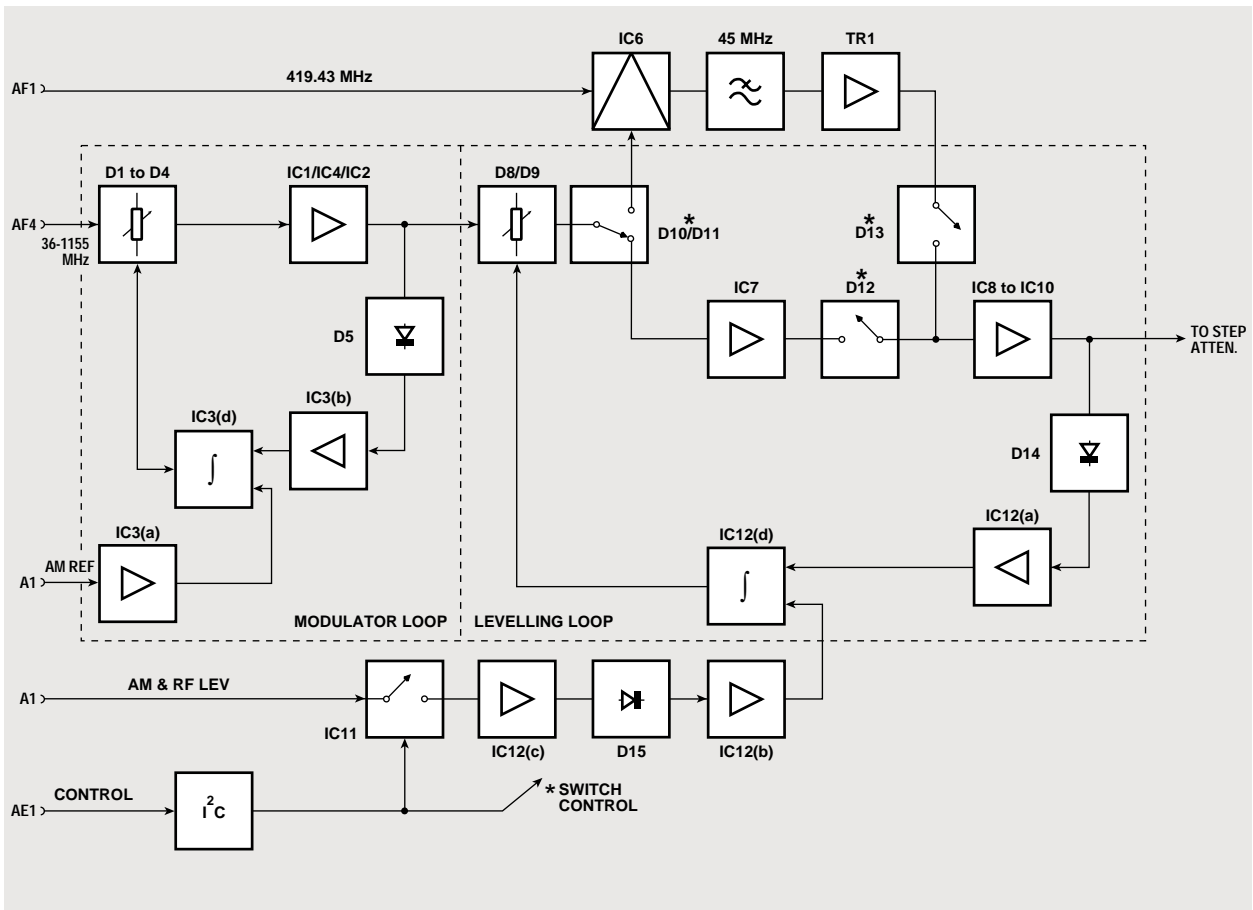 IC6
45 MHz
TR1
AF1
419.43 MHz
D1 to D4
IC1/IC4/IC2
D8/D9
AF4
36-1155
MHz
*
D10/D11
*
D13
D5
IC7
*
D12
IC8 to IC10
TO STEP
ATTEN.
IC3(d)
IC3(b)
∫
D14
IC3(a)
IC12(d)
IC12(a)
AM REF
A1
∫
MODULATOR LOOP
LEVELLING LOOP
AM & RF LEV
A1
IC11
IC12(c)
D15
IC12(b)
CONTROL
AE1
I²C
* SWITCH
CONTROL